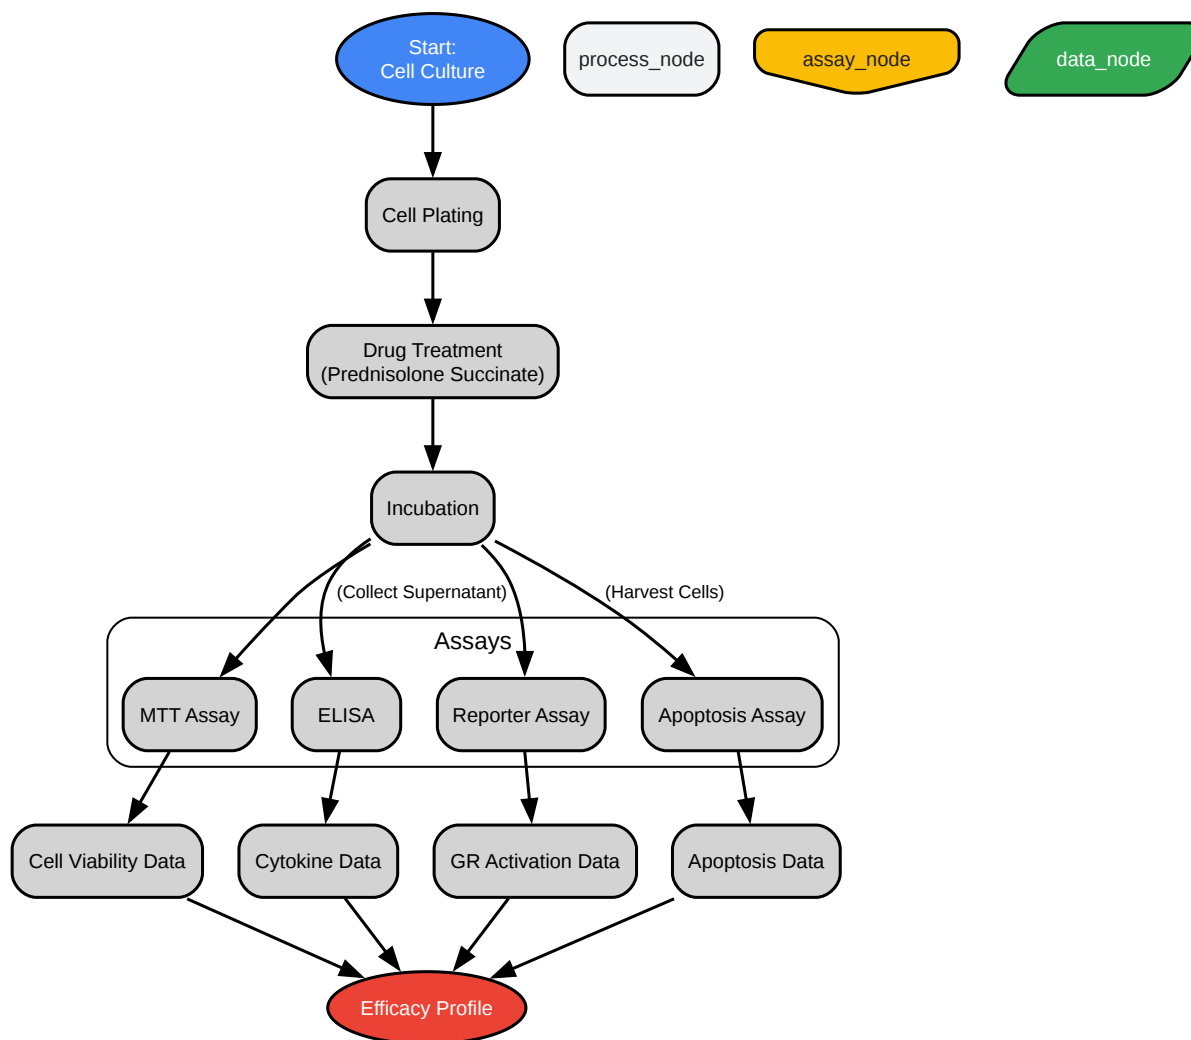 Start:
Cell Culture
process_node
assay_node
data_node
Cell Plating
Drug Treatment
(Prednisolone Succinate)
Incubation
(Collect Supernatant)
(Harvest Cells)
Assays
MTT Assay
ELISA
Reporter Assay
Apoptosis Assay
Cell Viability Data
Cytokine Data
GR Activation Data
Apoptosis Data
Efficacy Profile